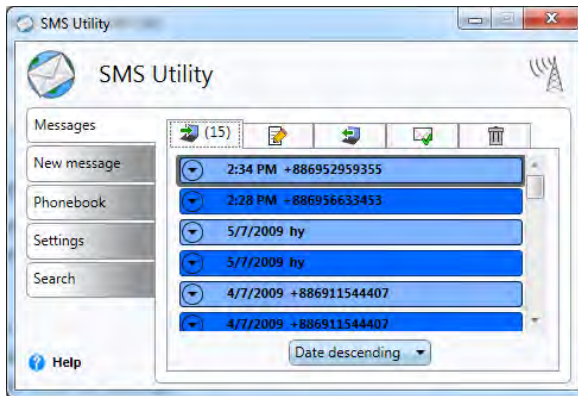 SMS Utility
SMS Utility
Messages
New message
Phonebook
Settings
Search
Help
(15)
2:34 PM +886952959355
2:28 PM +886956633453
5/7/2009 hy
5/7/2009 hy
4/7/2009 +886911544407
4/7/2009 +886911544407
Date descending